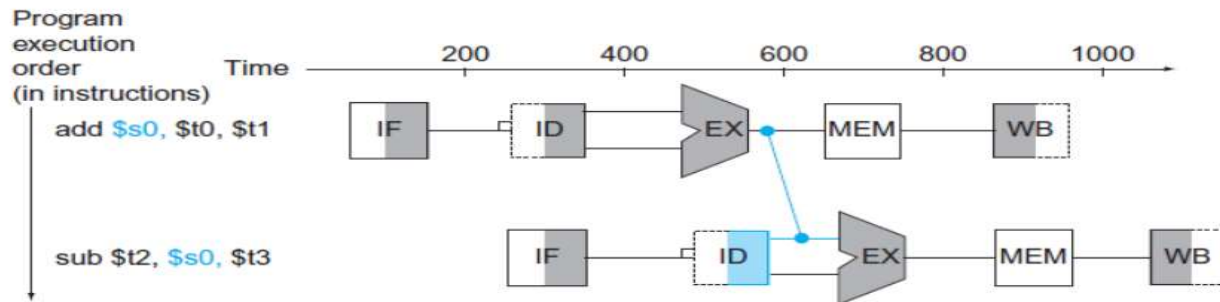 Program
execution
order
(in instructions)
Time
200 400 600 800 1000
add $s0, $t0, $t1
IF ID EX MEM WB
sub $t2, $s0, $t3
IF ID EX MEM WB